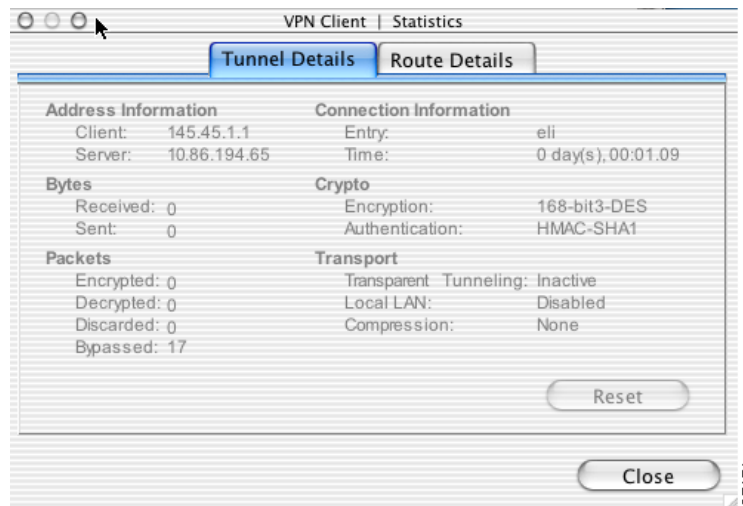 VPN Client | Statistics
Tunnel Details Route Details
Address Information
Client: 145.45.1.1
Server: 10.86.194.65
Connection Information
Entry: eli
Time: 0 day(s), 00:01.09
Bytes
Received: 0
Sent: 0
Crypto
Encryption: 168-bit3-DES
Authentication: HMAC-SHA1
Packets
Encrypted: 0
Decrypted: 0
Discarded: 0
Bypassed: 17
Transport
Transparent Tunneling: Inactive
Local LAN: Disabled
Compression: None
Reset
Close